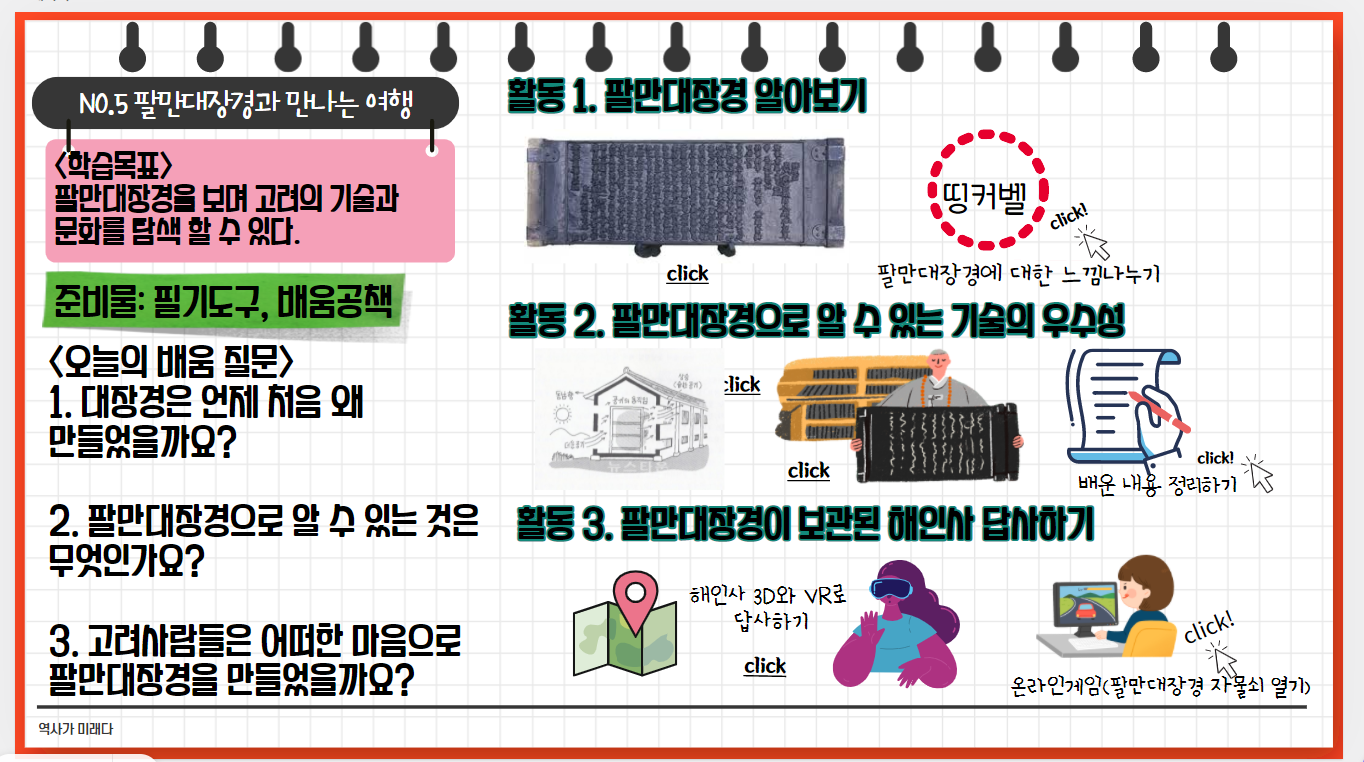 NO.5 팔만대장경과 만나는 여행
<학습목표>
팔만대장경을 보며 고려의 기술과
문화를 탐색 할 수 있다.
준비물: 필기도구, 배움공책
<오늘의 배움 질문>
1. 대장경은 언제 처음 왜
만들었을까요?
2. 팔만대장경으로 알 수 있는 것은
무엇인가요?
3. 고려사람들은 어떠한 마음으로
팔만대장경을 만들었을까요?
역사가 미래다
활동 1. 팔만대장경 알아보기
click
띵커벨
click!
팔만대장경에 대한 느낌나누기
활동 2. 팔만대장경으로 알 수 있는 기술의 우수성
click
click
click!
배운 내용 정리하기
활동 3. 팔만대장경이 보관된 해인사 답사하기
해인사 3D와 VR로
답사하기
click
click!
온라인게임(팔만대장경 자물쇠 열기)